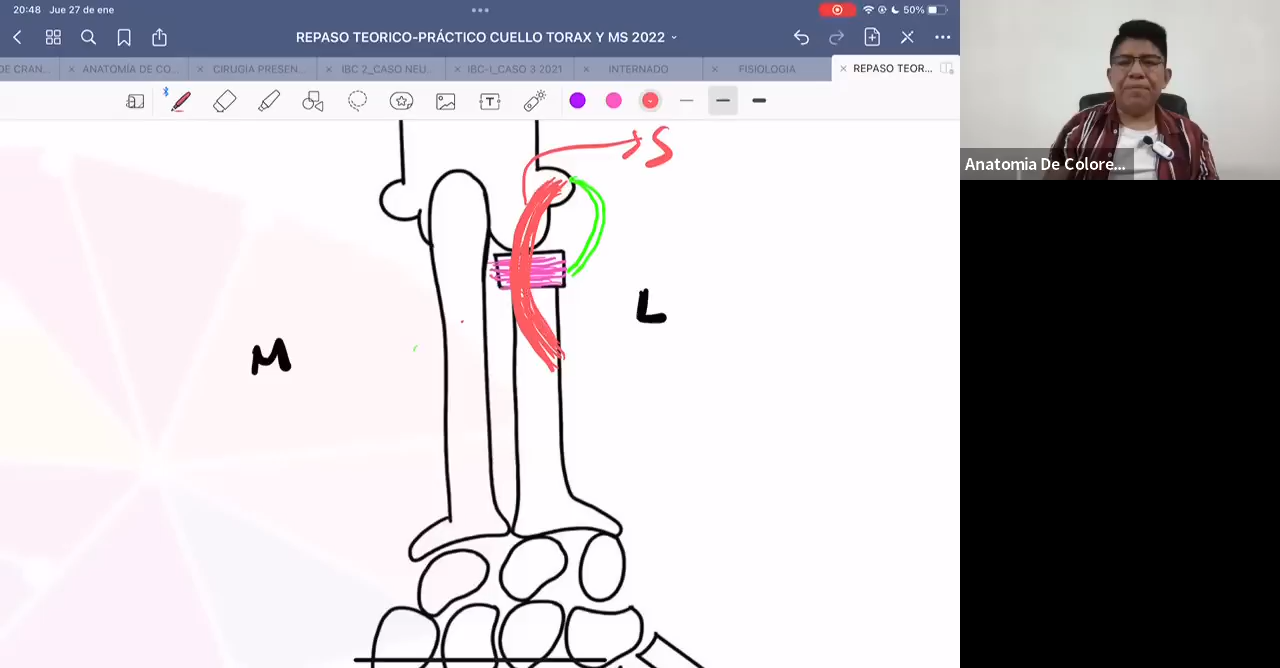 20:48 Jue 27 de ene
50%
REPASO TEORICO-PRÁCTICO CUELLO TORAX Y MS 2022
DE CRAN...
ANATOMÍA DE CO...
CIRUGÍA PRESEN...
IBC 2_CASO NEU...
IBC-I_CASO 3 2021
INTERNADO
FISIOLOGIA
REPASO TEOR...
T
S
Anatomia De Colore...
L
M